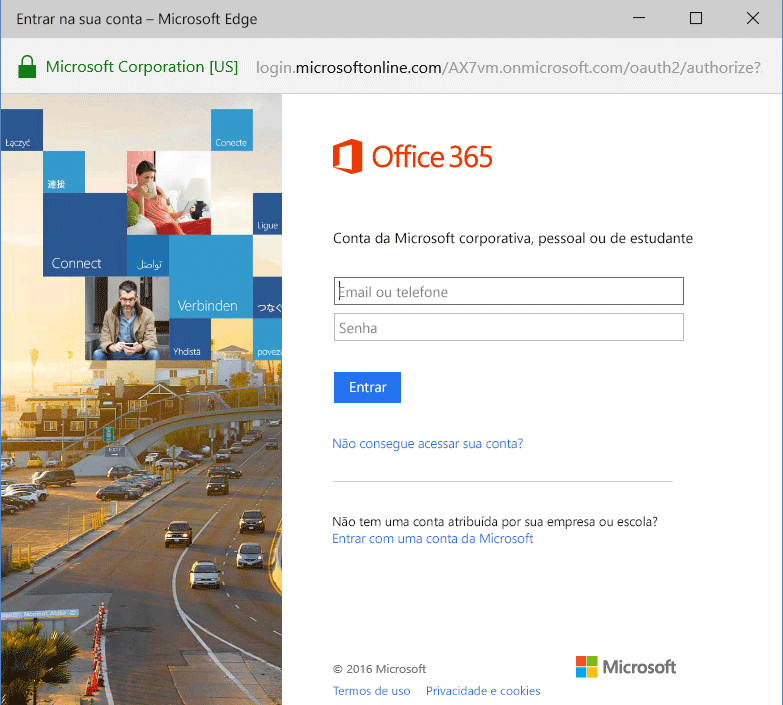 Entrar na sua conta – Microsoft Edge
Microsoft Corporation [US] login.microsoftonline.com/AX7vm.onmicrosoft.com/oauth2/authorize?
Łączyć
Conecte
連接
Ligue
Connect
تواصل
Verbinden
つなぐ
Yhdistä
poveza
EXIT
Office 365
Conta da Microsoft corporativa, pessoal ou de estudante
Email ou telefone
Senha
Entrar
Não consegue acessar sua conta?
Não tem uma conta atribuída por sua empresa ou escola?
Entrar com uma conta da Microsoft
© 2016 Microsoft
Microsoft
Termos de uso Privacidade e cookies